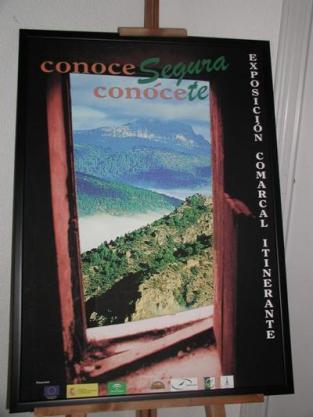 conoce Segura
conócete
EXPOSICIÓN COMARCAL ITINERANTE